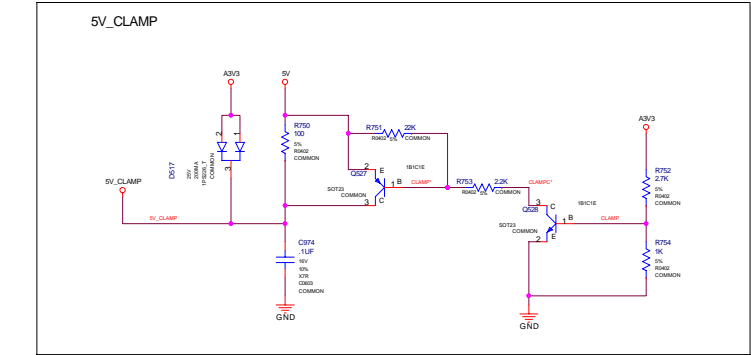 5V_CLAMP
A3V3
5V
A3V3
R750
100
5%
R0402
COMMON
R751
22K
R0402
5%
COMMON
2
1
3
D517
25V
200MA
1PS226_T
COMMON
2
E
Q527
1B1C1E
1
B
CLAMP*
3
C
SOT23
COMMON
R753
2.2K
R0402
5%
COMMON
CLAMPC*
R752
2.7K
5%
R0402
COMMON
5V_CLAMP
5V_CLAMP
3
C
Q528
1B1C1E
1
B
CLAMP
SOT23
COMMON
2
E
R754
1K
5%
R0402
COMMON
C974
.1UF
16V
10%
X7R
C0603
COMMON
GND
GND